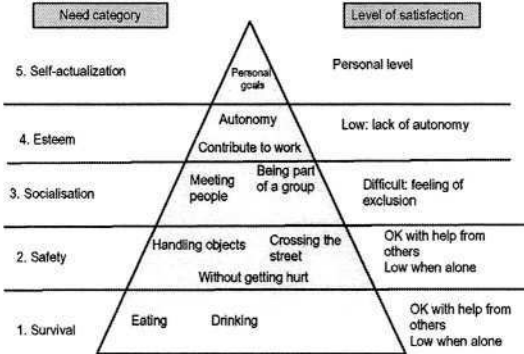 Need category
Level of satisfaction
5. Self-actualization
Personal
goals
Personal level
4. Esteem
Autonomy
Contribute to work
Low: lack of autonomy
3. Socialisation
Meeting
people
Being part
of a group
Difficult: feeling of
exclusion
2. Safety
Handling objects
Crossing the
street
Without getting hurt
OK with help from
others
Low when alone
1. Survival
Eating
Drinking
OK with help from
others
Low when alone